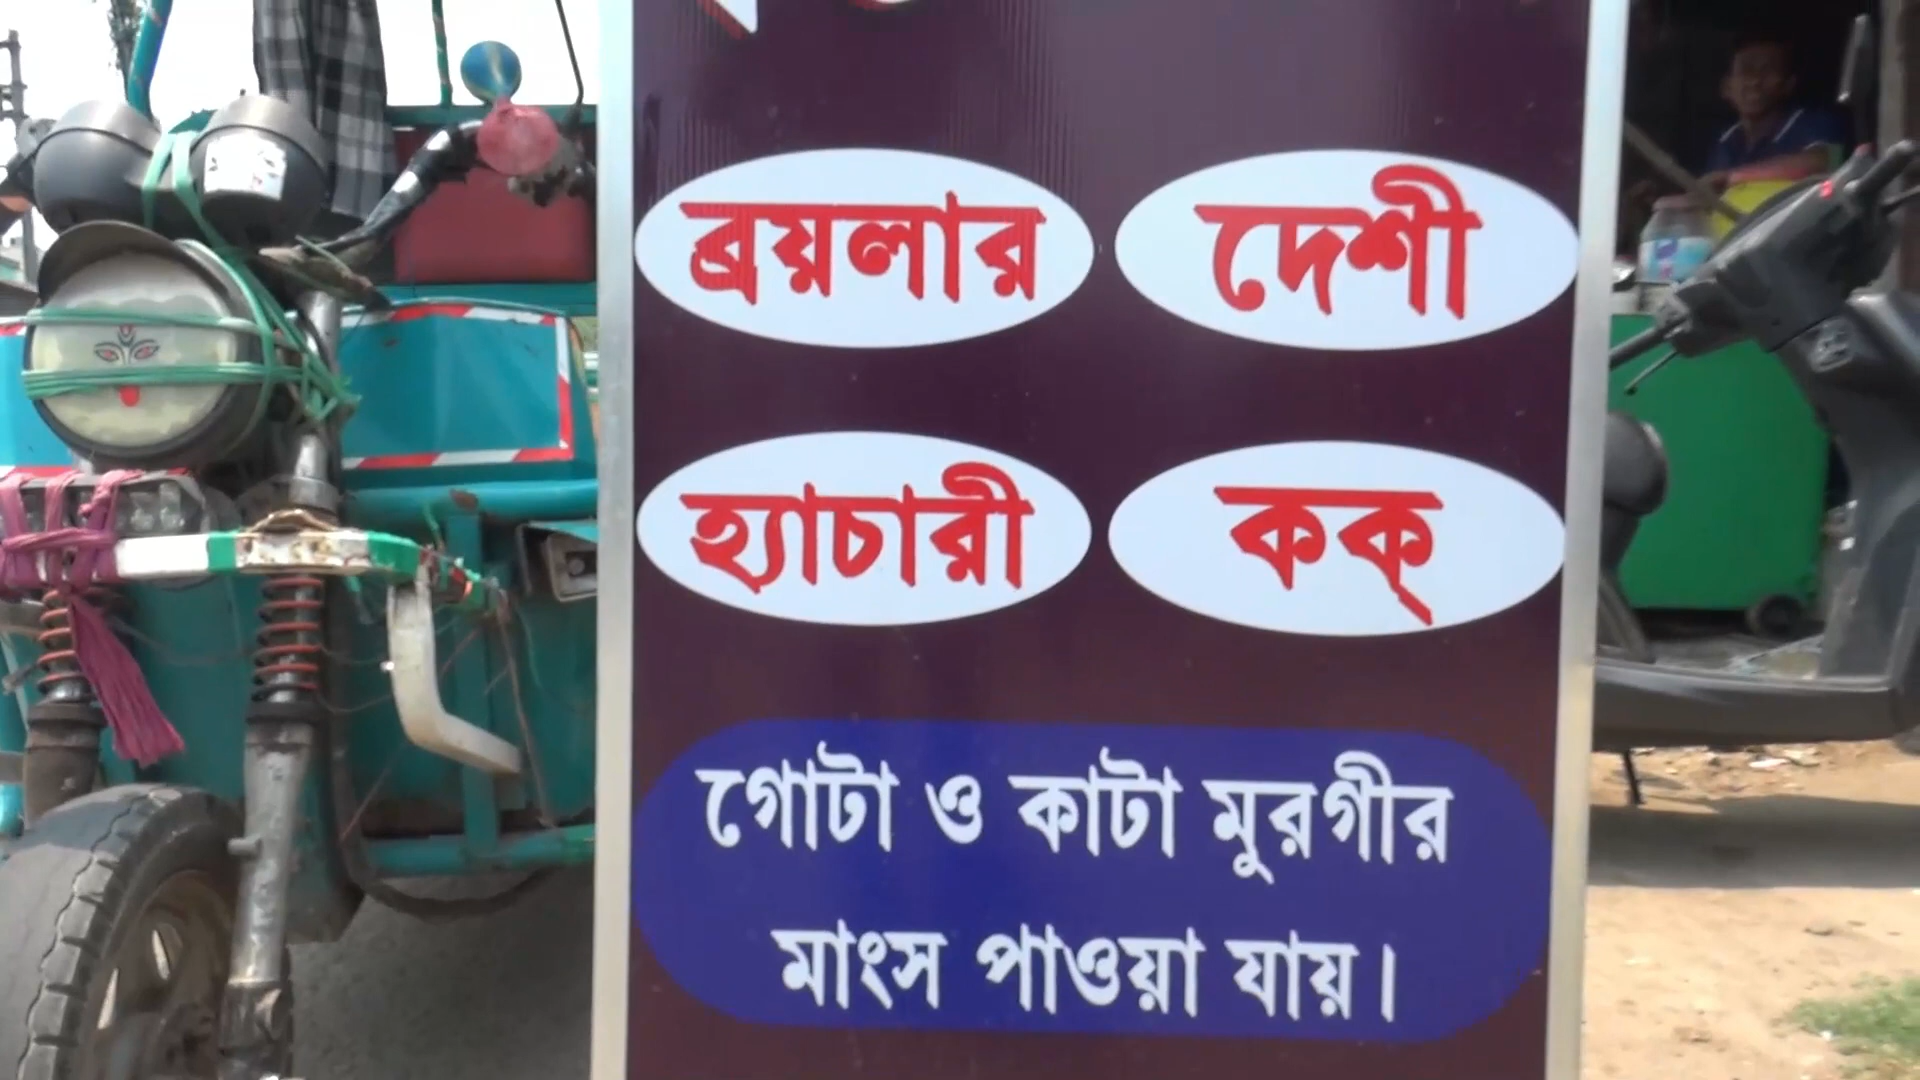 ব্রয়লার দেশী
হ্যাচারী কক্
গোটা ও কাটা মুরগীর
মাংস পাওয়া যায়।